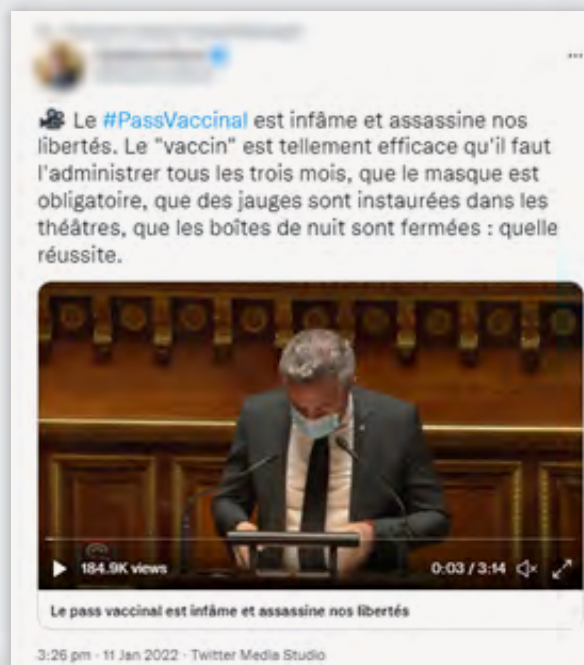 🎥 Le #PassVaccinal est infâme et assassine nos
libertés. Le "vaccin" est tellement efficace qu'il faut
l'administrer tous les trois mois, que le masque est
obligatoire, que des jauges sont instaurées dans les
théâtres, que les boîtes de nuit sont fermées : quelle
réussite.
184.9K views
0:03 / 3:14
Le pass vaccinal est infâme et assassine nos libertés
3:26 pm · 11 Jan 2022 · Twitter Media Studio